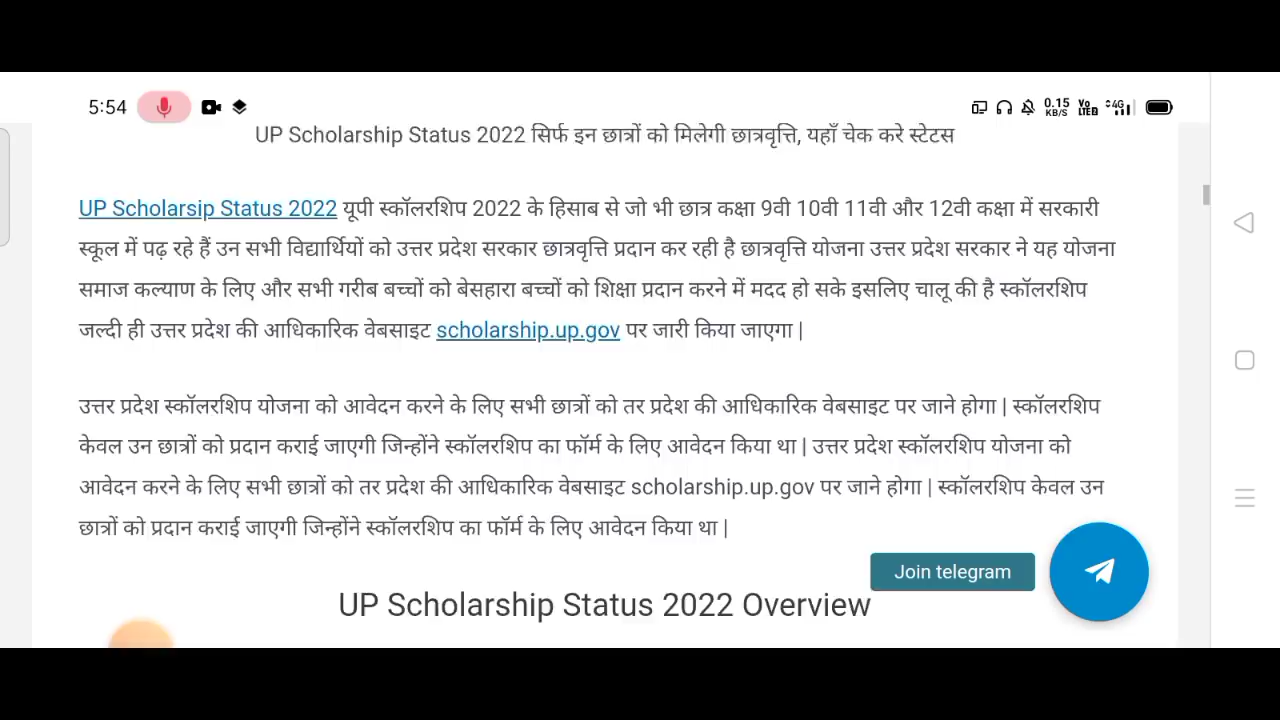 5:54
0.15 KB/S Vo LTE2 4G
UP Scholarship Status 2022 सिर्फ इन छात्रों को मिलेगी छात्रवृत्ति, यहाँ चेक करे स्टेटस
UP Scholarsip Status 2022 यूपी स्कॉलरशिप 2022 के हिसाब से जो भी छात्र कक्षा 9वी 10वी 11वी और 12वी कक्षा में सरकारी
स्कूल में पढ़ रहे हैं उन सभी विद्यार्थियों को उत्तर प्रदेश सरकार छात्रवृत्ति प्रदान कर रही है छात्रवृत्ति योजना उत्तर प्रदेश सरकार ने यह योजना
समाज कल्याण के लिए और सभी गरीब बच्चों को बेसहारा बच्चों को शिक्षा प्रदान करने में मदद हो सके इसलिए चालू की है स्कॉलरशिप
जल्दी ही उत्तर प्रदेश की आधिकारिक वेबसाइट scholarship.up.gov पर जारी किया जाएगा |
उत्तर प्रदेश स्कॉलरशिप योजना को आवेदन करने के लिए सभी छात्रों को तर प्रदेश की आधिकारिक वेबसाइट पर जाने होगा | स्कॉलरशिप
केवल उन छात्रों को प्रदान कराई जाएगी जिन्होंने स्कॉलरशिप का फॉर्म के लिए आवेदन किया था | उत्तर प्रदेश स्कॉलरशिप योजना को
आवेदन करने के लिए सभी छात्रों को तर प्रदेश की आधिकारिक वेबसाइट scholarship.up.gov पर जाने होगा | स्कॉलरशिप केवल उन
छात्रों को प्रदान कराई जाएगी जिन्होंने स्कॉलरशिप का फॉर्म के लिए आवेदन किया था |
Join telegram
UP Scholarship Status 2022 Overview